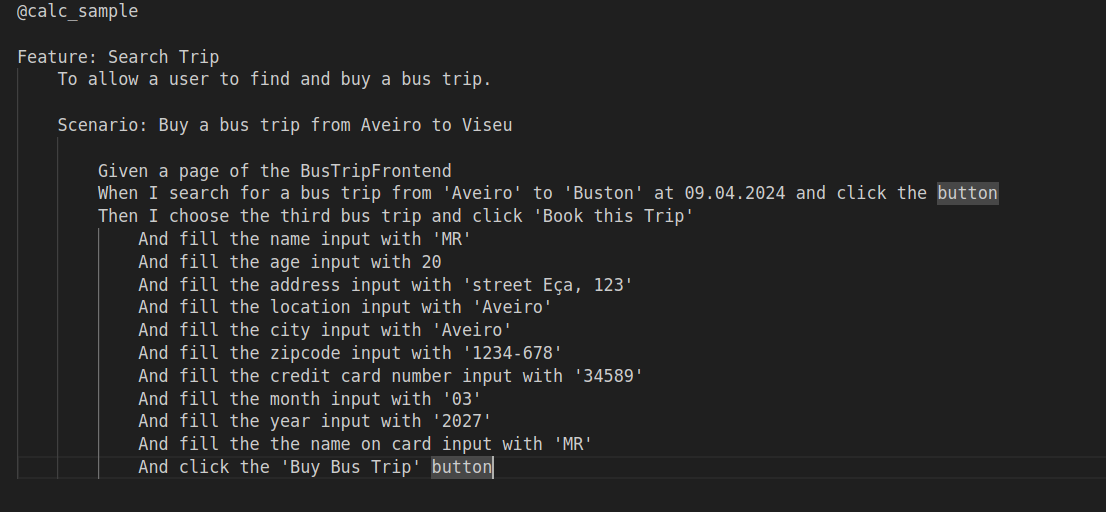 @calc_sample
Feature: Search Trip
To allow a user to find and buy a bus trip.
Scenario: Buy a bus trip from Aveiro to Viseu
Given a page of the BusTripFrontend
When I search for a bus trip from 'Aveiro' to 'Buston' at 09.04.2024 and click the button
Then I choose the third bus trip and click 'Book this Trip'
And fill the name input with 'MR'
And fill the age input with 20
And fill the address input with 'street Eça, 123'
And fill the location input with 'Aveiro'
And fill the city input with 'Aveiro'
And fill the zipcode input with '1234-678'
And fill the credit card number input with '34589'
And fill the month input with '03'
And fill the year input with '2027'
And fill the the name on card input with 'MR'
And click the 'Buy Bus Trip' button